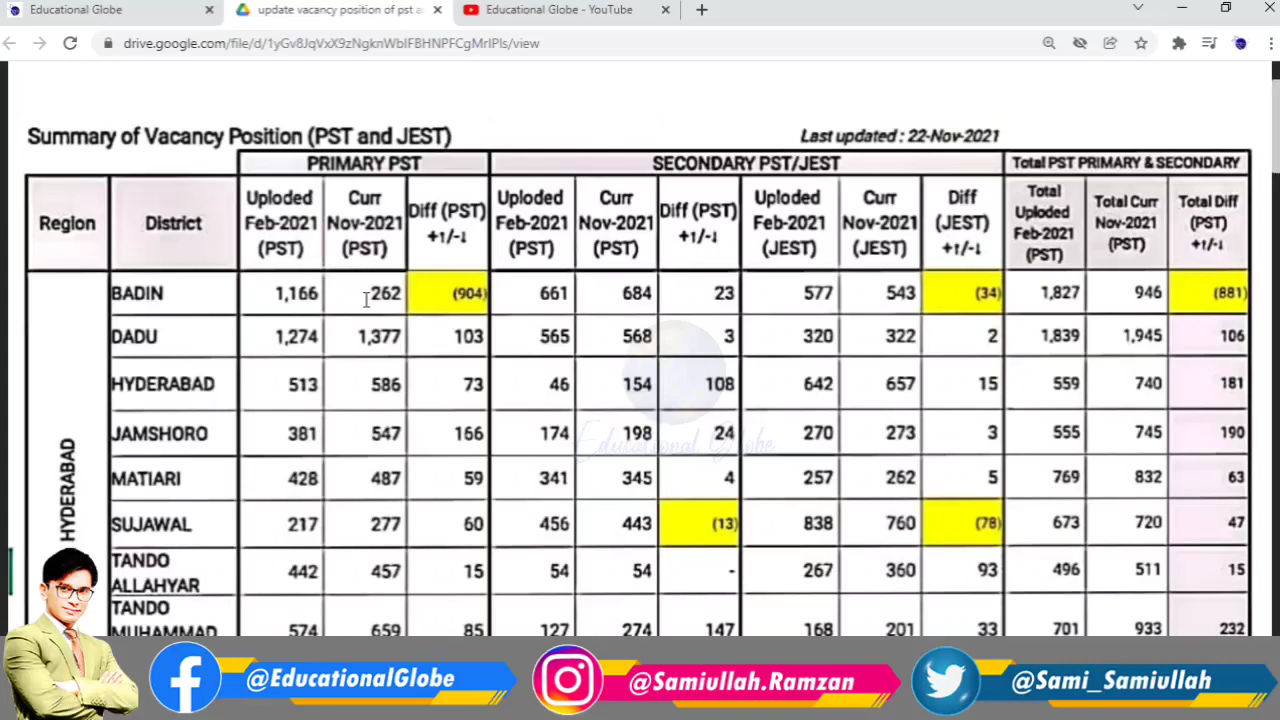 Educational Globe
update vacancy position of pst a
Educational Globe - YouTube
drive.google.com/file/d/1yGv8JqVxX9zNgknWbIFBHNPFCgMrIPls/view
Summary of Vacancy Position (PST and JEST)
Last updated : 22-Nov-2021
PRIMARY PST
SECONDARY PST/JEST
Total PST PRIMARY & SECONDARY
Region
District
Uploded Feb-2021 (PST)
Curr Nov-2021 (PST)
Diff (PST) +↑/-↓
Uploded Feb-2021 (PST)
Curr Nov-2021 (PST)
Diff (PST) +↑/-↓
Uploded Feb-2021 (JEST)
Curr Nov-2021 (JEST)
Diff (JEST) +↑/-↓
Total Uploded Feb-2021 (PST)
Total Curr Nov-2021 (PST)
Total Diff (PST) +↑/-↓
HYDERABAD
BADIN 1,166 262 (904) 661 684 23 577 543 (34) 1,827 946 (881)
DADU 1,274 1,377 103 565 568 3 320 322 2 1,839 1,945 106
HYDERABAD 513 586 73 46 154 108 642 657 15 559 740 181
JAMSHORO 381 547 166 174 198 24 270 273 3 555 745 190
MATIARI 428 487 59 341 345 4 257 262 5 769 832 63
SUJAWAL 217 277 60 456 443 (13) 838 760 (78) 673 720 47
TANDO ALLAHYAR 442 457 15 54 54 - 267 360 93 496 511 15
TANDO MUHAMMAD 574 659 85 127 274 147 168 201 33 701 933 232
Educational Globe
@EducationalGlobe
@Samiullah.Ramzan
@Sami_Samiullah